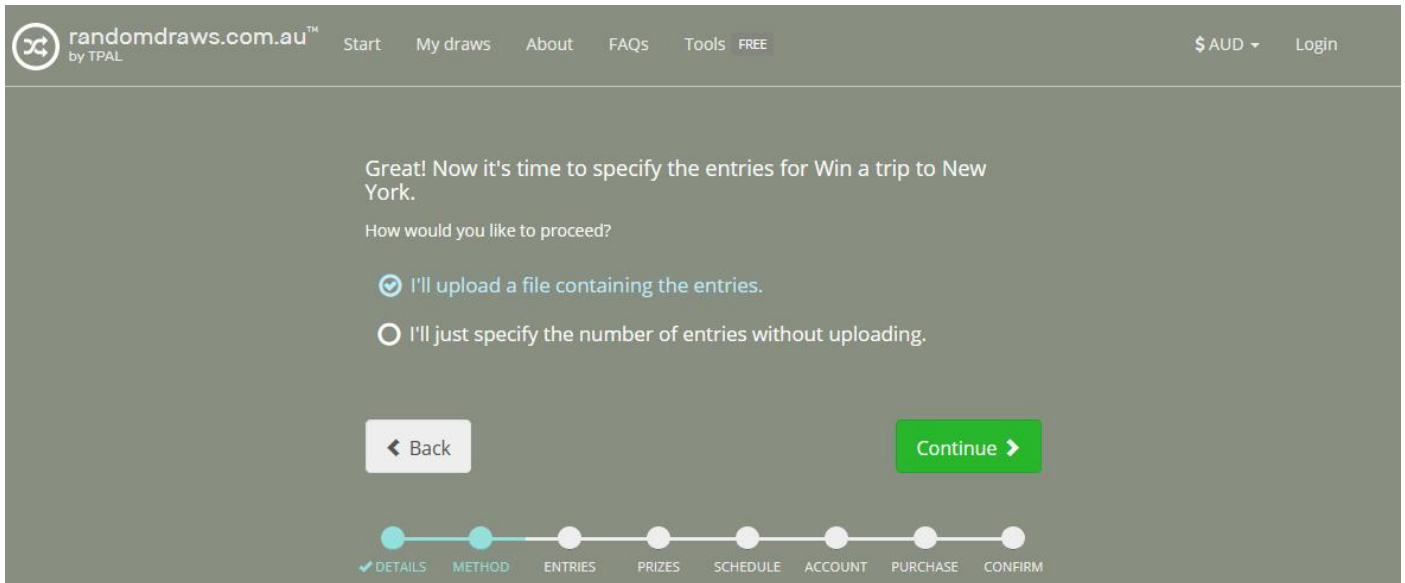 randomdraws.com.au™
by TPAL
Start My draws About FAQs Tools FREE $ AUD Login
Great! Now it's time to specify the entries for Win a trip to New
York.
How would you like to proceed?
I'll upload a file containing the entries.
I'll just specify the number of entries without uploading.
Back Continue
DETAILS METHOD ENTRIES PRIZES SCHEDULE ACCOUNT PURCHASE CONFIRM